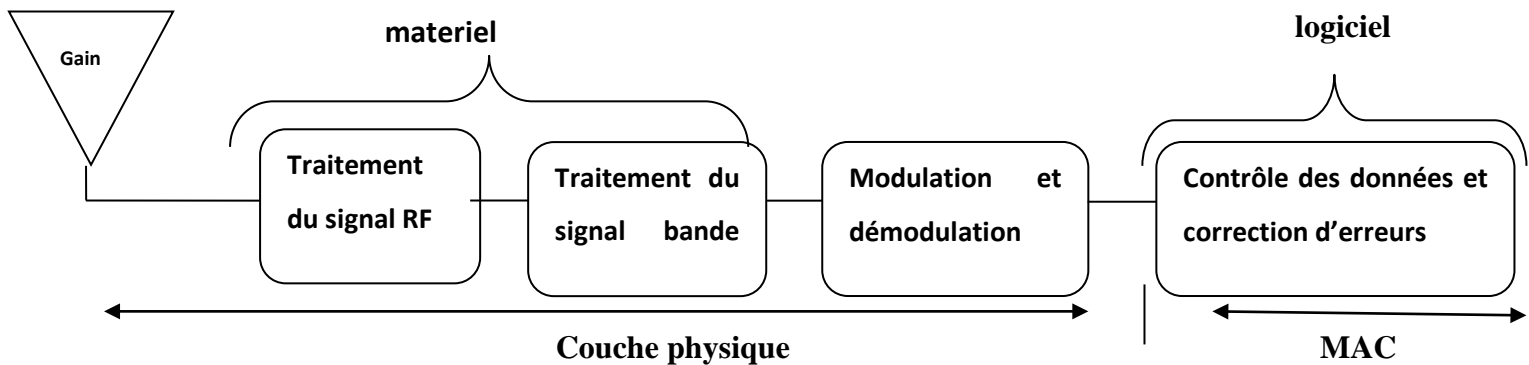 Gain
materiel
logiciel
Traitement
du signal RF
Traitement du
signal bande
Modulation et
démodulation
Contrôle des données et
correction d’erreurs
Couche physique
MAC